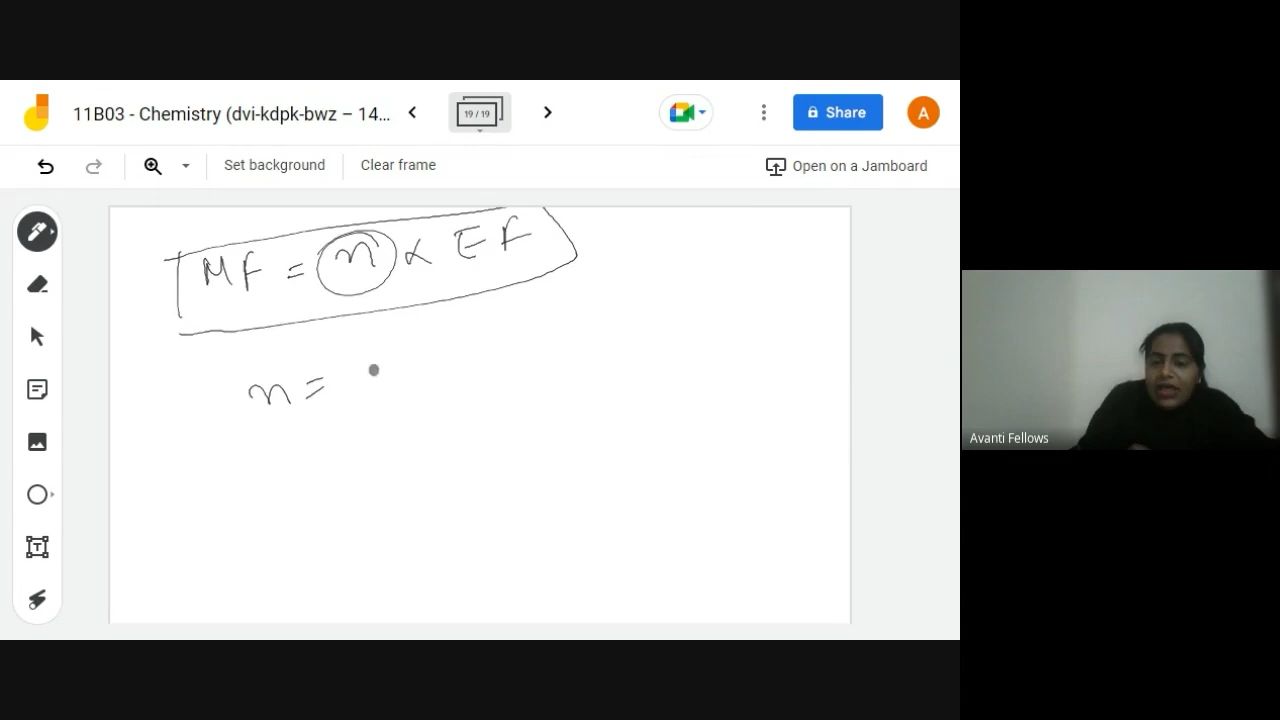 11B03 - Chemistry (dvi-kdpk-bwz – 14...
19 / 19
Share
A
Set background
Clear frame
Open on a Jamboard
MF = n × EF
n =
T
Avanti Fellows